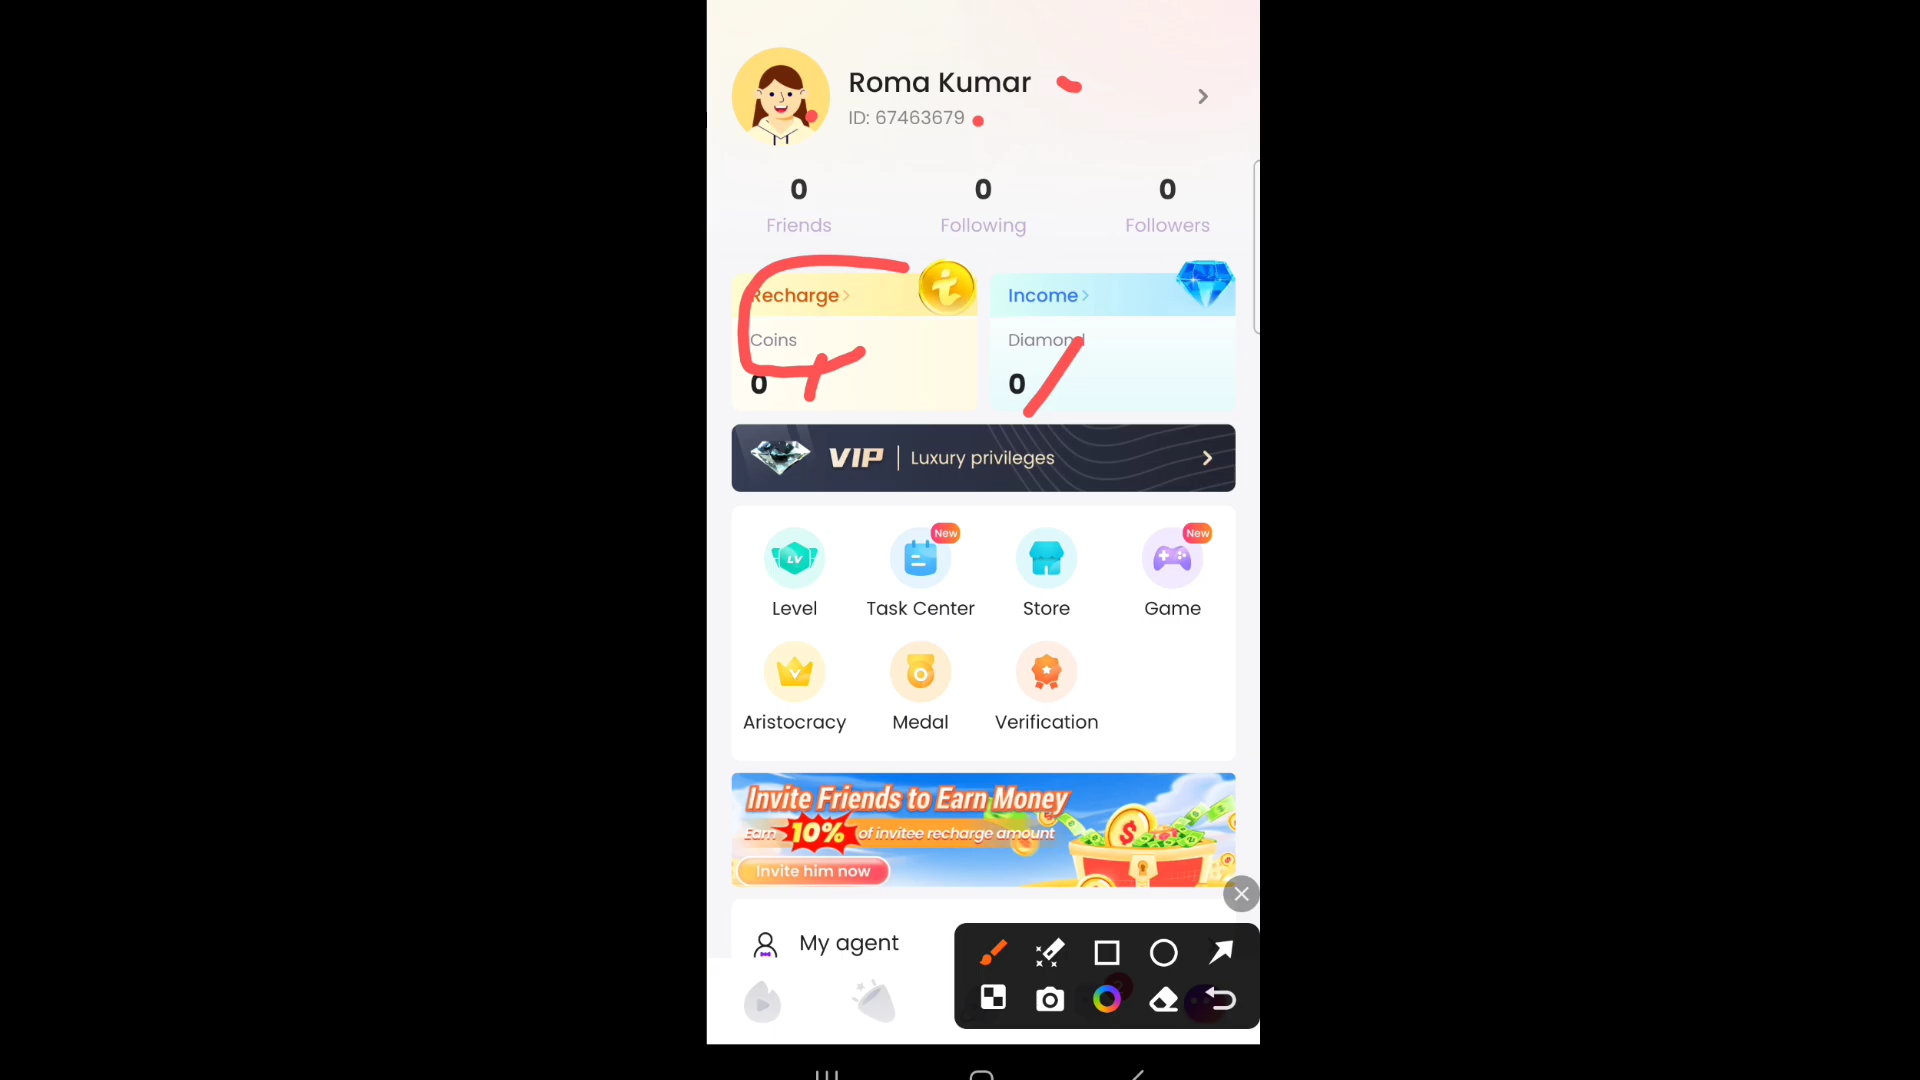 Roma Kumar
ID: 67463679
0 0 0
Friends Following Followers
Recharge Income
Coins Diamond
0 0
VIP | Luxury privileges
New New
LV
Level Task Center Store Game
Aristocracy Medal Verification
Invite Friends to Earn Money
Earn 10% of invitee recharge amount
Invite him now
My agent